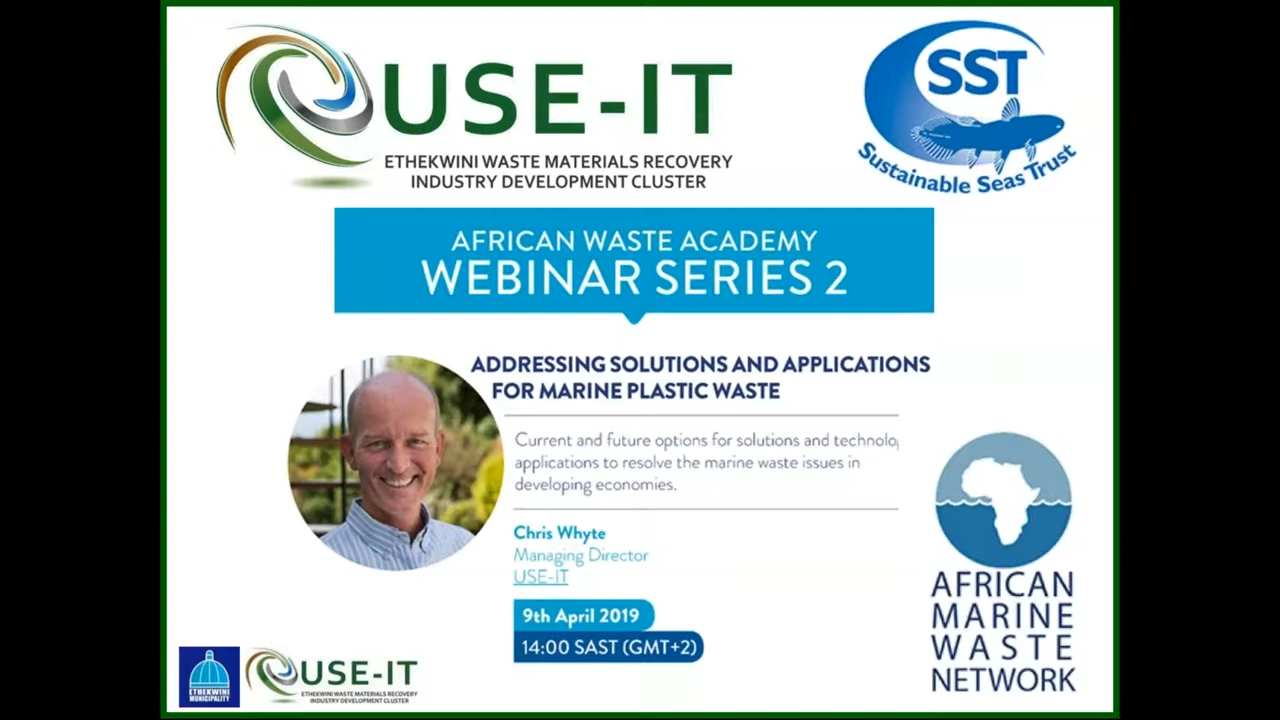 USE-IT
ETHEKWINI WASTE MATERIALS RECOVERY
INDUSTRY DEVELOPMENT CLUSTER
SST
Sustainable Seas Trust
AFRICAN WASTE ACADEMY
WEBINAR SERIES 2
ADDRESSING SOLUTIONS AND APPLICATIONS
FOR MARINE PLASTIC WASTE
Current and future options for solutions and technolo
applications to resolve the marine waste issues in
developing economies.
Chris Whyte
Managing Director
USE-IT
9th April 2019
14:00 SAST (GMT+2)
AFRICAN
MARINE
WASTE
NETWORK
ETHEKWINI
MUNICIPALITY
USE-IT
ETHEKWINI WASTE MATERIALS RECOVERY
INDUSTRY DEVELOPMENT CLUSTER